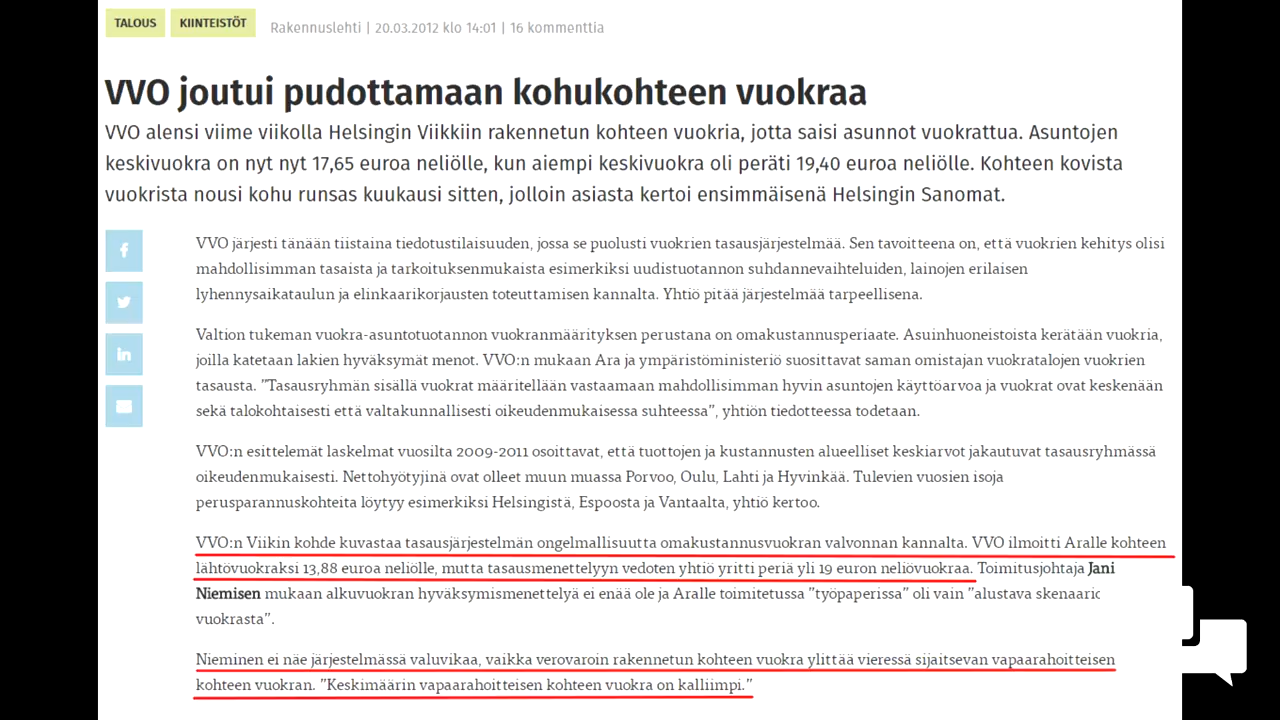 TALOUS KIINTEISTÖT Rakennuslehti | 20.03.2012 klo 14:01 | 16 kommenttia
VVO joutui pudottamaan kohukohteen vuokraa
VVO alensi viime viikolla Helsingin Viikkiin rakennetun kohteen vuokria, jotta saisi asunnot vuokrattua. Asuntojen
keskivuokra on nyt nyt 17,65 euroa neliölle, kun aiempi keskivuokra oli peräti 19,40 euroa neliölle. Kohteen kovista
vuokrista nousi kohu runsas kuukausi sitten, jolloin asiasta kertoi ensimmäisenä Helsingin Sanomat.
VVO järjesti tänään tiistaina tiedotustilaisuuden, jossa se puolusti vuokrien tasausjärjestelmää. Sen tavoitteena on, että vuokrien kehitys olisi
mahdollisimman tasaista ja tarkoituksenmukaista esimerkiksi uudistuotannon suhdannevaihteluiden, lainojen erilaisen
lyhennysaikataulun ja elinkaarikorjausten toteuttamisen kannalta. Yhtiö pitää järjestelmää tarpeellisena.
Valtion tukeman vuokra-asuntotuotannon vuokranmäärityksen perustana on omakustannusperiaate. Asuinhuoneistoista kerätään vuokria,
joilla katetaan lakien hyväksymät menot. VVO:n mukaan Ara ja ympäristöministeriö suosittavat saman omistajan vuokratalojen vuokrien
tasausta. ”Tasausryhmän sisällä vuokrat määritellään vastaamaan mahdollisimman hyvin asuntojen käyttöarvoa ja vuokrat ovat keskenään
sekä talokohtaisesti että valtakunnallisesti oikeudenmukaisessa suhteessa”, yhtiön tiedotteessa todetaan.
VVO:n esittelemät laskelmat vuosilta 2009-2011 osoittavat, että tuottojen ja kustannusten alueelliset keskiarvot jakautuvat tasausryhmässä
oikeudenmukaisesti. Nettohyötyjinä ovat olleet muun muassa Porvoo, Oulu, Lahti ja Hyvinkää. Tulevien vuosien isoja
perusparannuskohteita löytyy esimerkiksi Helsingistä, Espoosta ja Vantaalta, yhtiö kertoo.
VVO:n Viikin kohde kuvastaa tasausjärjestelmän ongelmallisuutta omakustannusvuokran valvonnan kannalta. VVO ilmoitti Aralle kohteen
lähtövuokraksi 13,88 euroa neliölle, mutta tasausmenettelyyn vedoten yhtiö yritti periä yli 19 euron neliövuokraa. Toimitusjohtaja Jani
Niemisen mukaan alkuvuokran hyväksymismenettelyä ei enää ole ja Aralle toimitetussa ”työpaperissa” oli vain ”alustava skenaario
vuokrasta”.
Nieminen ei näe järjestelmässä valuvikaa, vaikka verovaroin rakennetun kohteen vuokra ylittää vieressä sijaitsevan vapaarahoitteisen
kohteen vuokran. ”Keskimäärin vapaarahoitteisen kohteen vuokra on kalliimpi.”